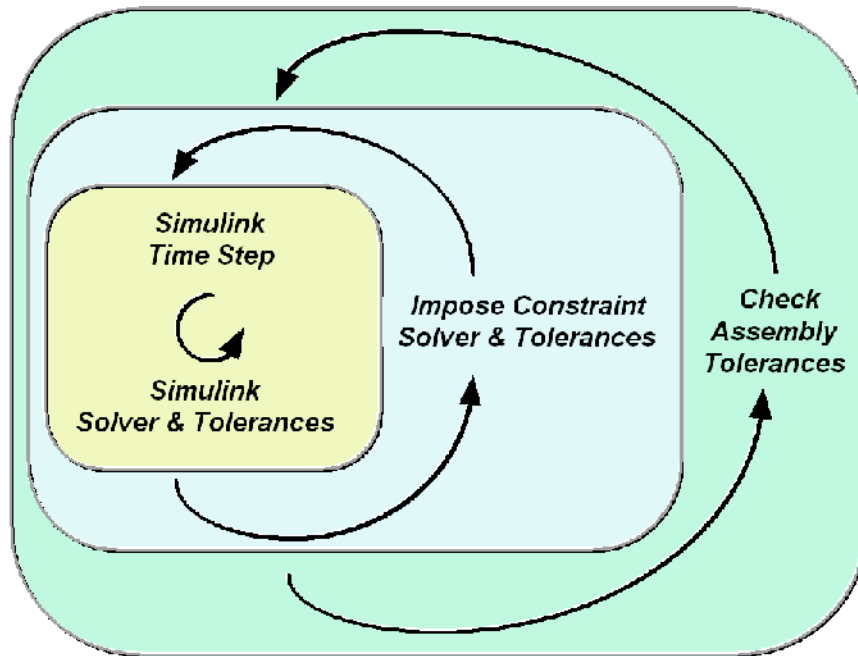 Simulink
Time Step
Simulink
Solver & Tolerances
Impose Constraint
Solver & Tolerances
Check
Assembly
Tolerances